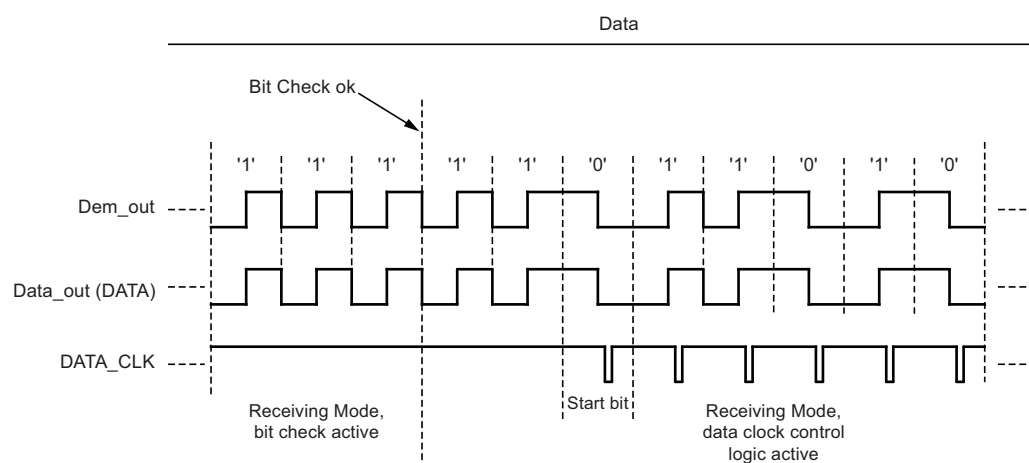 Data
Bit Check ok
'1' '1' '1' '1' '1' '0' '1' '1' '0' '1' '0'
Dem_out
Data_out (DATA)
DATA_CLK
Start bit
Receiving Mode,
bit check active
Receiving Mode,
data clock control
logic active